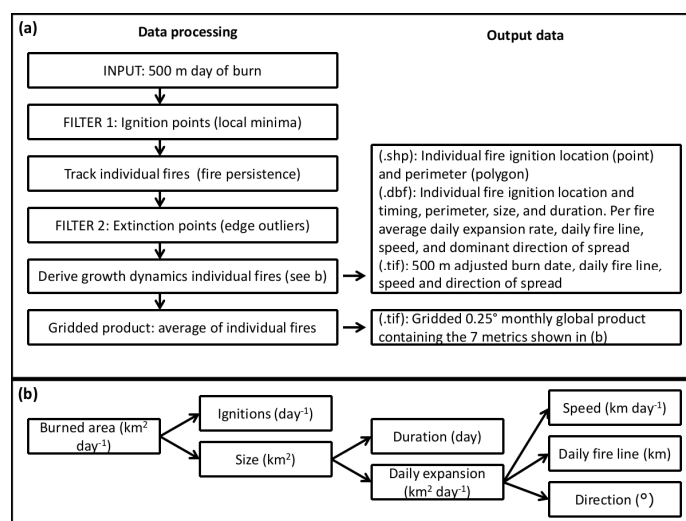 (a)
Data processing
Output data
INPUT: 500 m day of burn
FILTER 1: Ignition points (local minima)
Track individual fires (fire persistence)
FILTER 2: Extinction points (edge outliers)
Derive growth dynamics individual fires (see b)
Gridded product: average of individual fires
(.shp): Individual fire ignition location (point)
and perimeter (polygon)
(.dbf): Individual fire ignition location and
timing, perimeter, size, and duration. Per fire
average daily expansion rate, daily fire line,
speed, and dominant direction of spread
(.tif): 500 m adjusted burn date, daily fire line,
speed and direction of spread
(.tif): Gridded 0.25° monthly global product
containing the 7 metrics shown in (b)
(b)
Burned area (km²
day⁻¹)
Ignitions (day⁻¹)
Size (km²)
Duration (day)
Daily expansion
(km² day⁻¹)
Speed (km day⁻¹)
Daily fire line (km)
Direction (°)